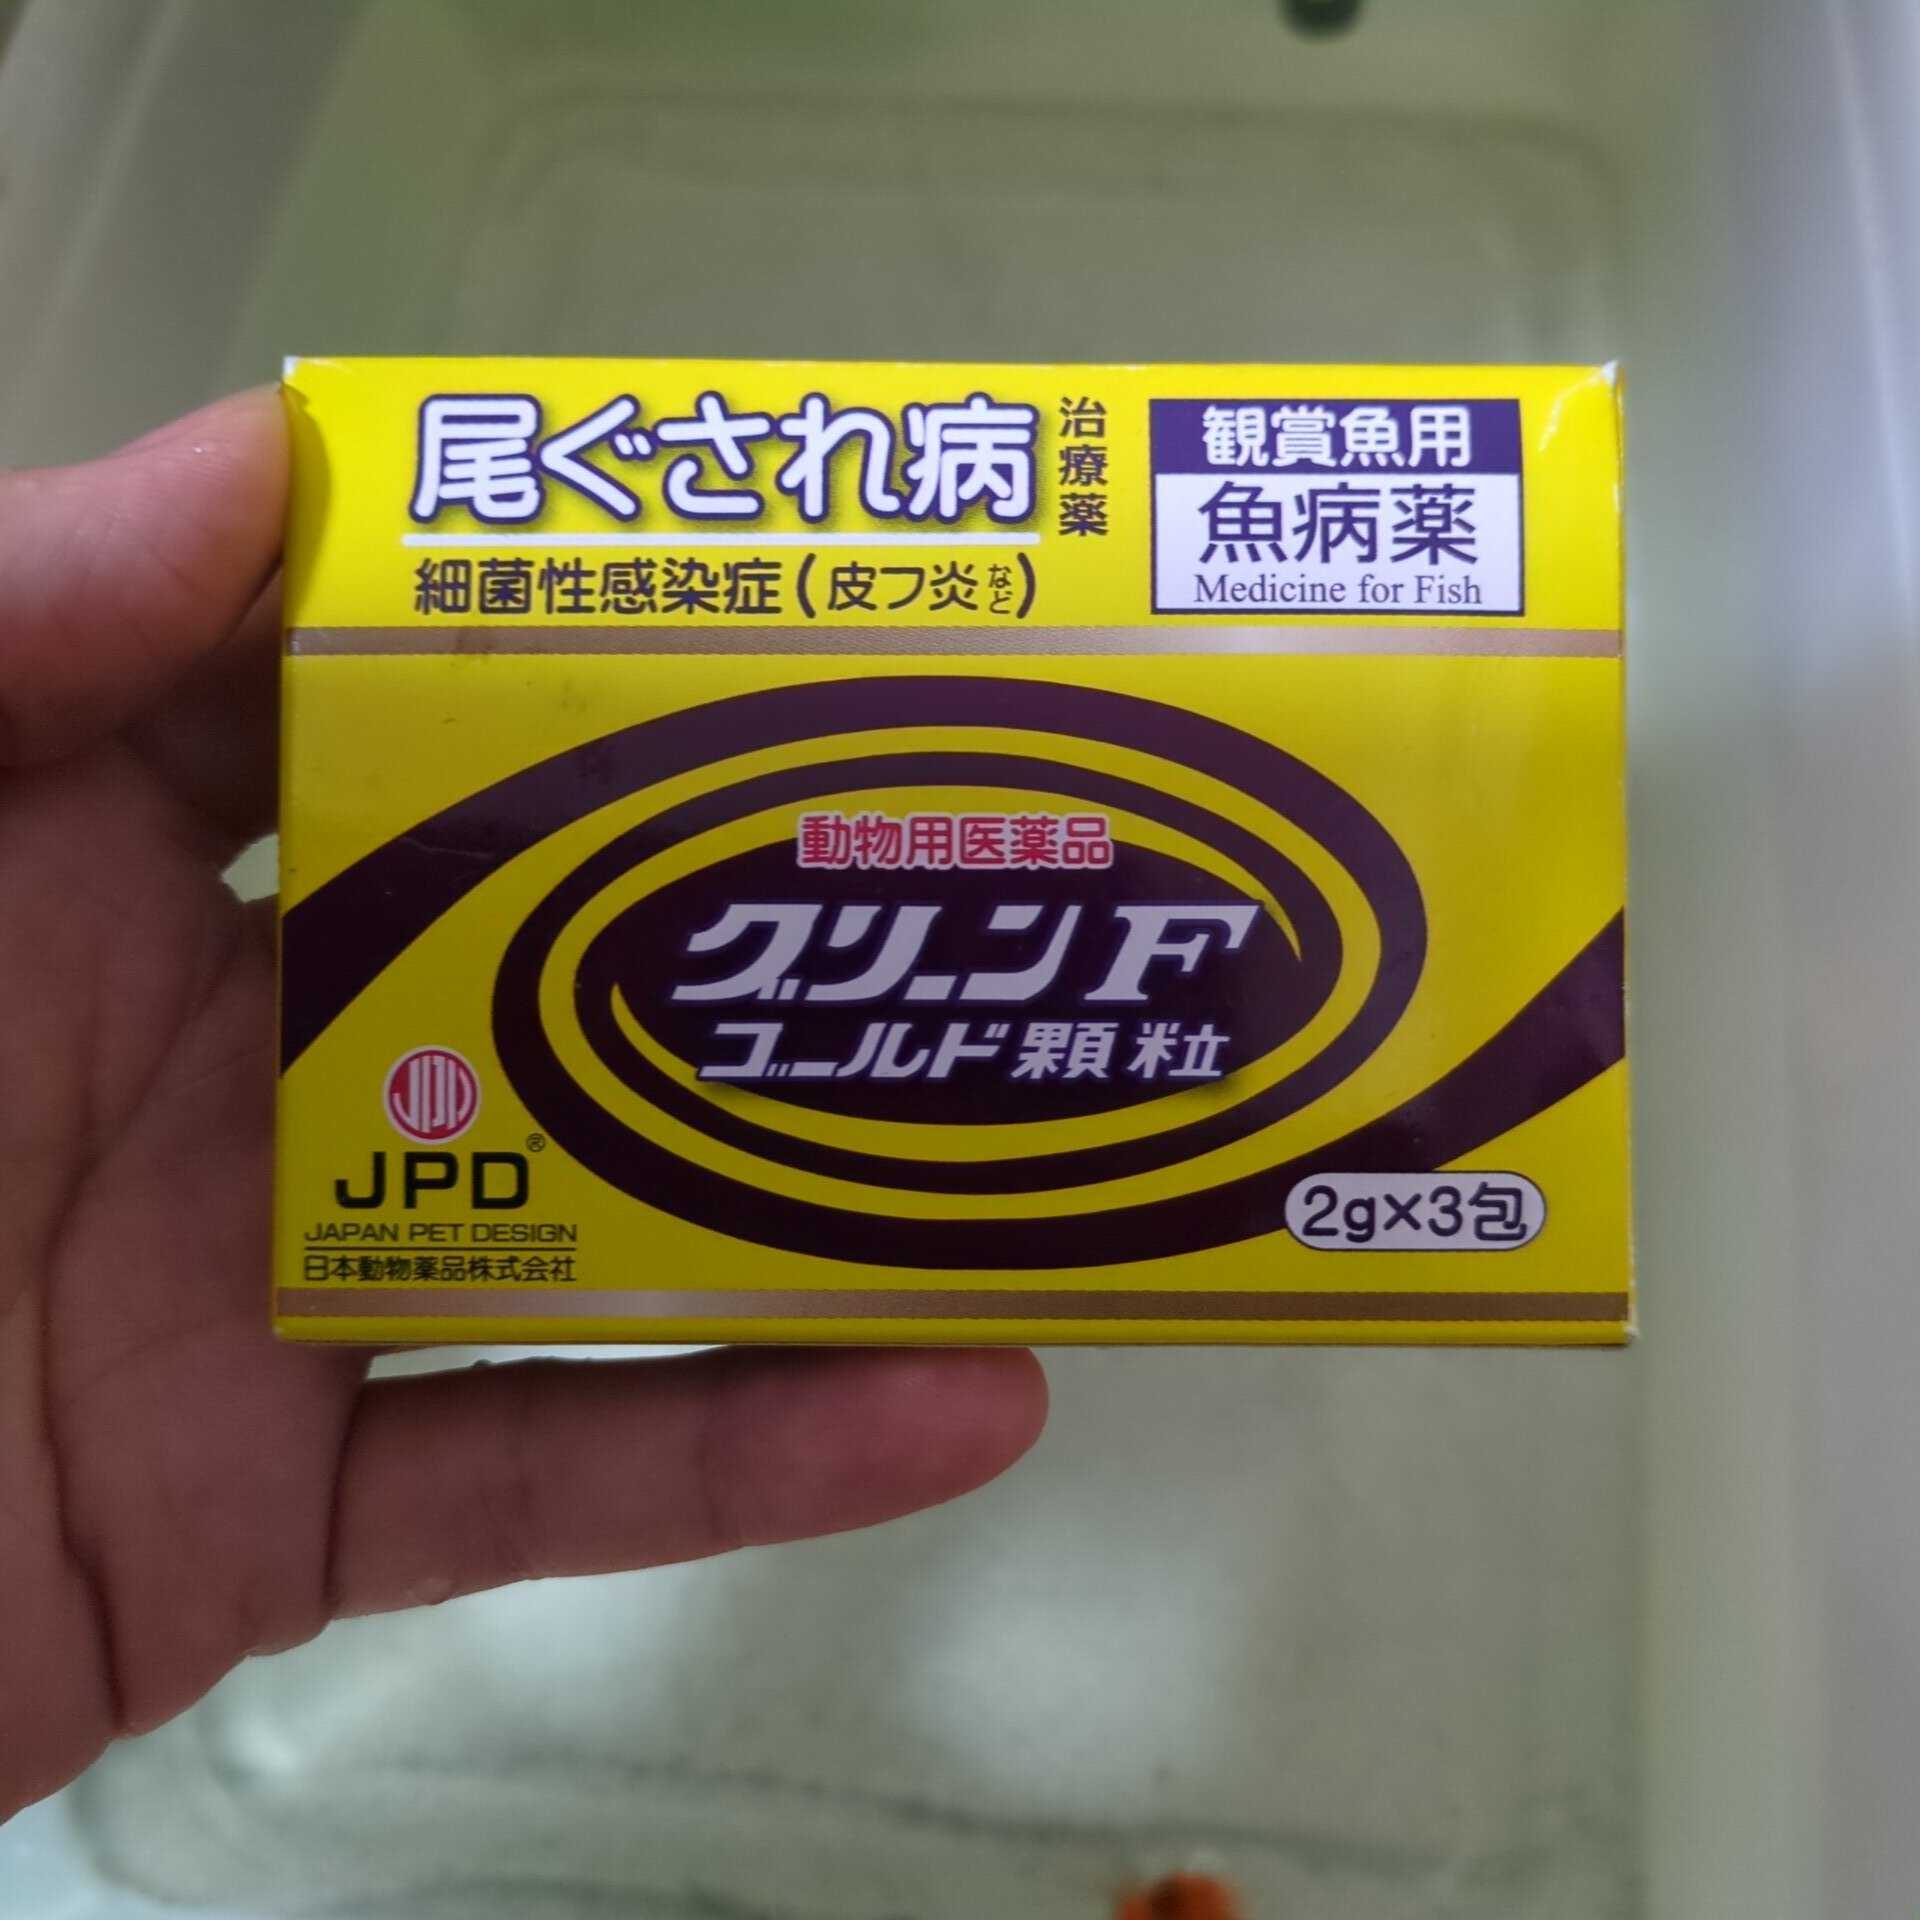 尾ぐされ病
治療薬
細菌性感染症(皮フ炎など)
観賞魚用
魚病薬
Medicine for Fish
動物用医薬品
グリーンF
ゴールド顆粒
JPD®
JAPAN PET DESIGN
日本動物薬品株式会社
2g×3包